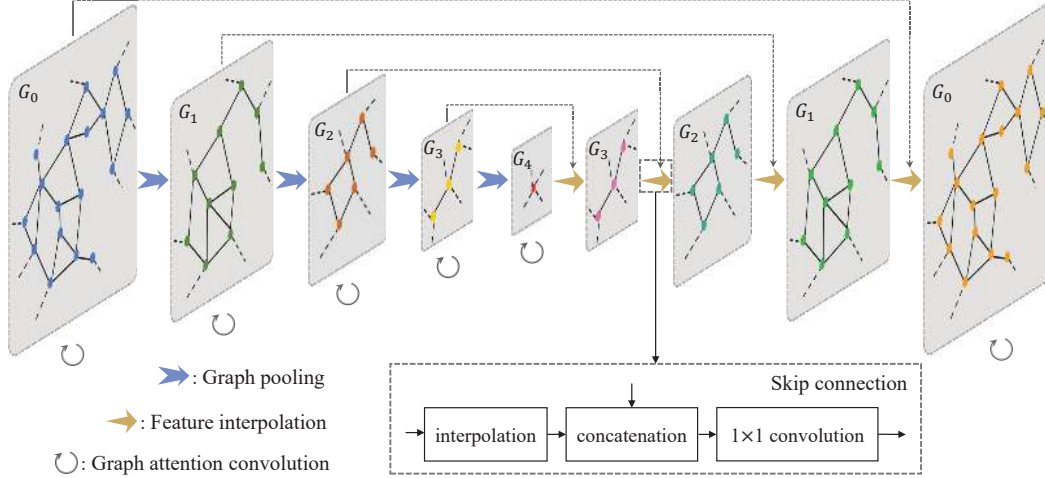 G₀
G₁
G₂
G₃
G₄
G₃
G₂
G₁
G₀
: Graph pooling
: Feature interpolation
: Graph attention convolution
Skip connection
interpolation
concatenation
1×1 convolution